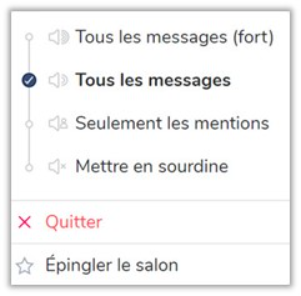 Tous les messages (fort)
Tous les messages
Seulement les mentions
Mettre en sourdine
Quitter
Épingler le salon